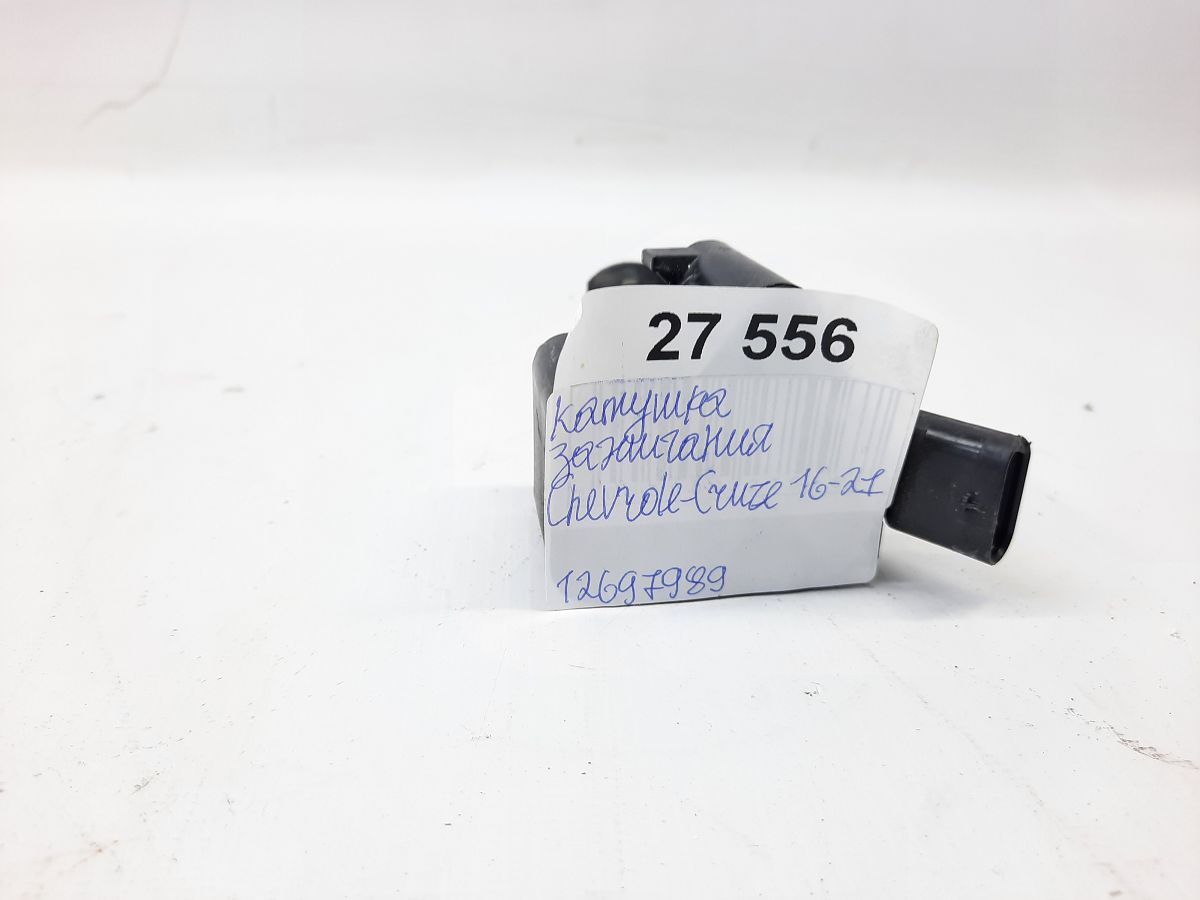 27 556
катушка
зажигания
Chevrole-Cruze 16-21
12697989